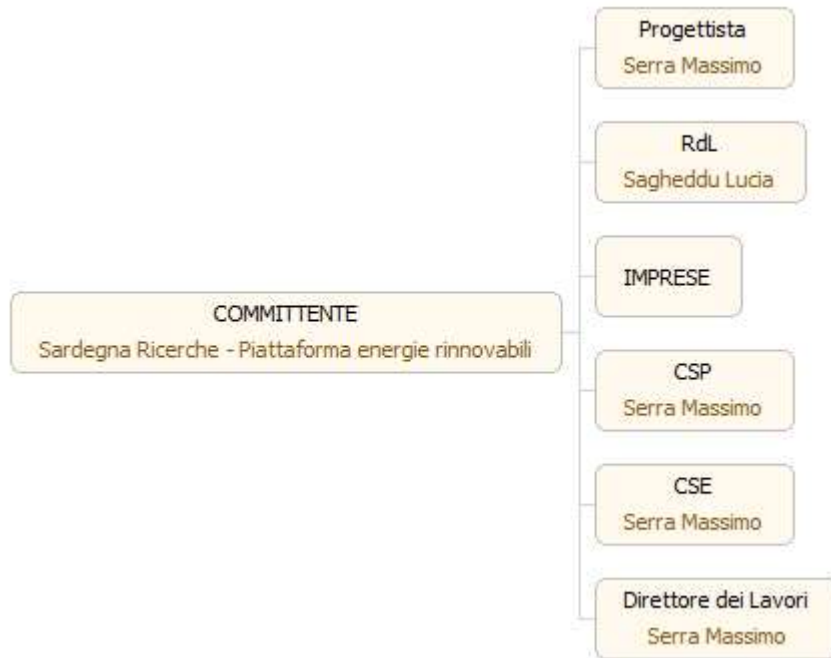 Progettista
Serra Massimo
RdL
Sagheddu Lucia
IMPRESE
COMMITTENTE
Sardegna Ricerche - Piattaforma energie rinnovabili
CSP
Serra Massimo
CSE
Serra Massimo
Direttore dei Lavori
Serra Massimo